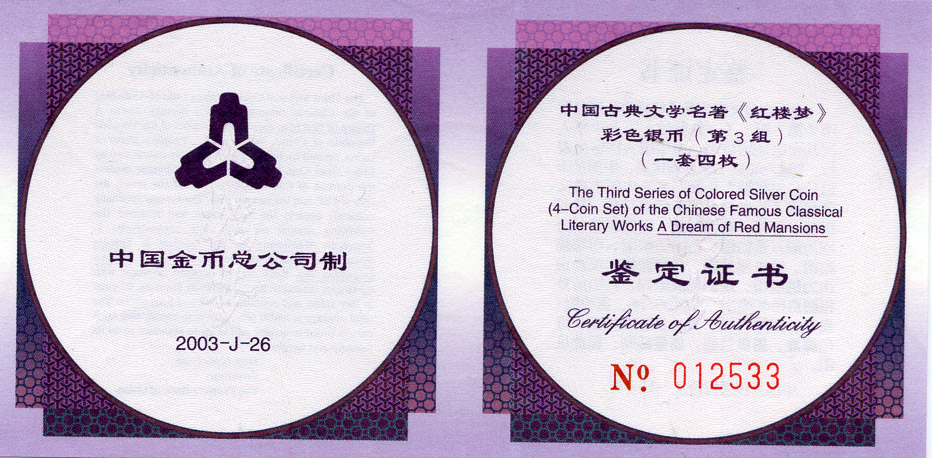 中国金币总公司制
2003-J-26
中国古典文学名著《红楼梦》
彩色银币(第3组)
(一套四枚)
The Third Series of Colored Silver Coin
(4-Coin Set) of the Chinese Famous Classical
Literary Works A Dream of Red Mansions
鉴定证书
Certificate of Authenticity
Nº 012533